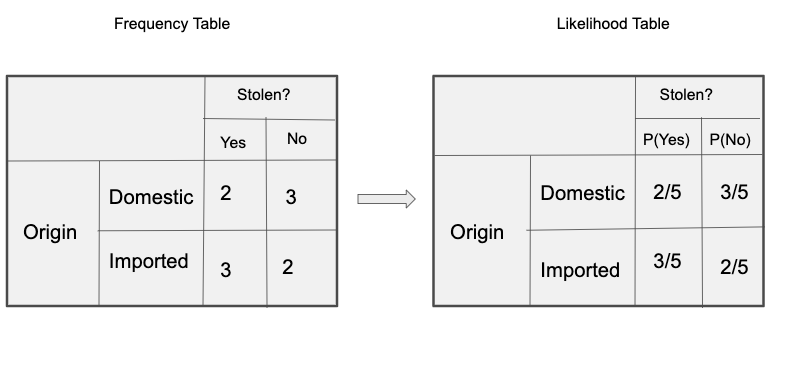 Frequency Table
Stolen?
Yes No
Domestic 2 3
Origin
Imported 3 2
Likelihood Table
Stolen?
P(Yes) P(No)
Domestic 2/5 3/5
Origin
Imported 3/5 2/5